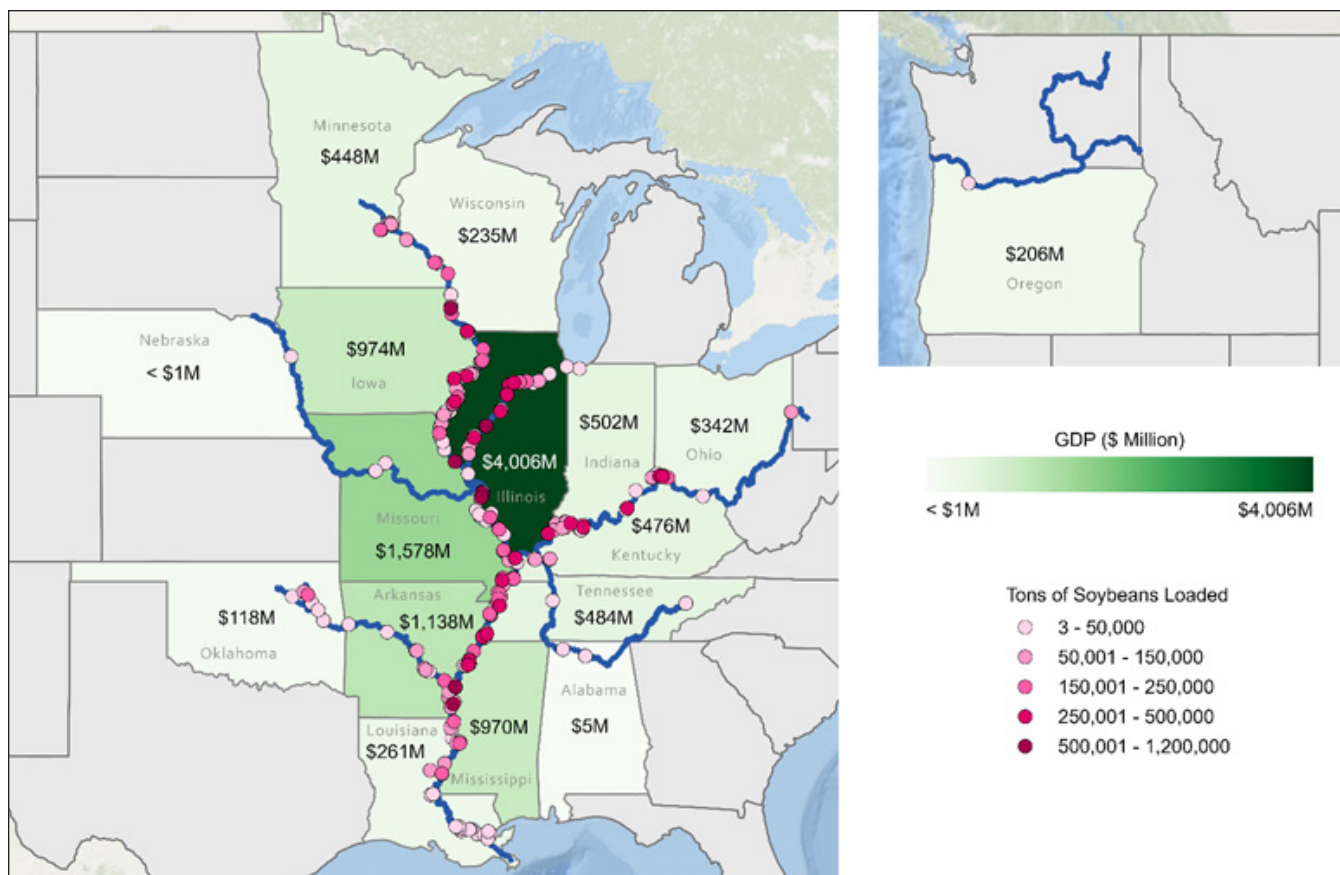 Minnesota
$448M
Wisconsin
$235M
Nebraska
< $1M
$974M
Iowa
$4,006M
Illinois
$502M
Indiana
$342M
Ohio
Missouri
$1,578M
$476M
Kentucky
$118M
Oklahoma
Arkansas
$1,138M
Tennessee
$484M
Louisiana
$261M
$970M
Mississippi
Alabama
$5M
$206M
Oregon
GDP ($ Million)
< $1M $4,006M
Tons of Soybeans Loaded
3 - 50,000
50,001 - 150,000
150,001 - 250,000
250,001 - 500,000
500,001 - 1,200,000